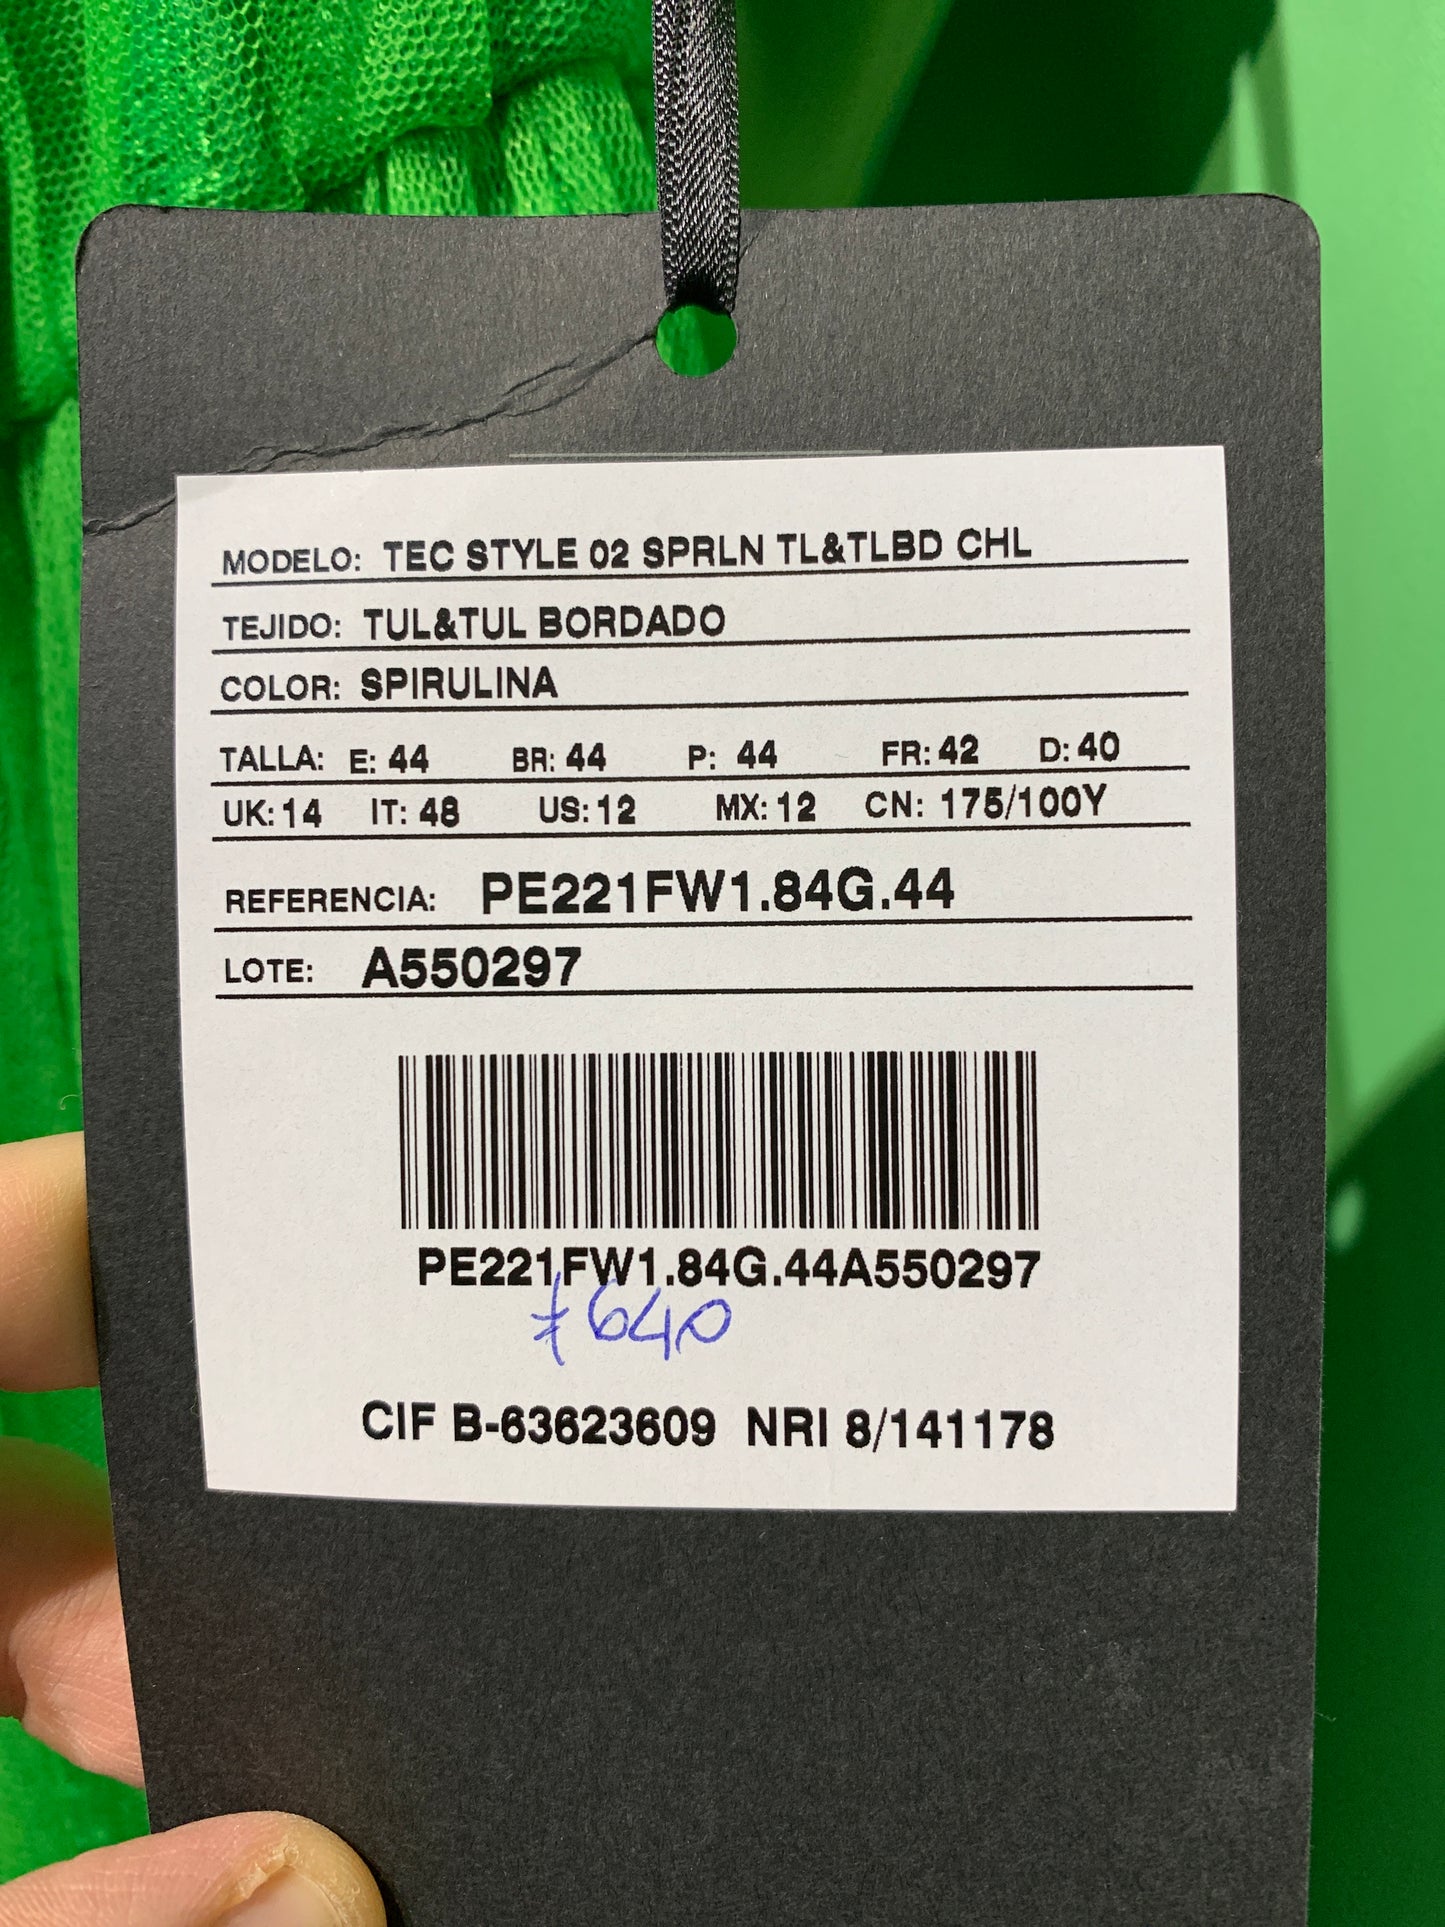 MODELO: TEC STYLE 02 SPRLN TL&TLBD CHL
TEJIDO: TUL&TUL BORDADO
COLOR: SPIRULINA
TALLA: E: 44 BR: 44 P: 44 FR: 42 D: 40
UK: 14 IT: 48 US: 12 MX: 12 CN: 175/100Y
REFERENCIA: PE221FW1.84G.44
LOTE: A550297
PE221FW1.84G.44A550297
640
CIF B-63623609 NRI 8/141178